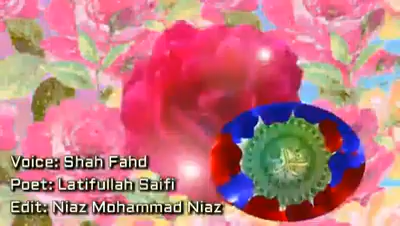 Voice: Shah Fahd
Poet: Latifullah Saifi
Edit: Niaz Mohammad Niaz